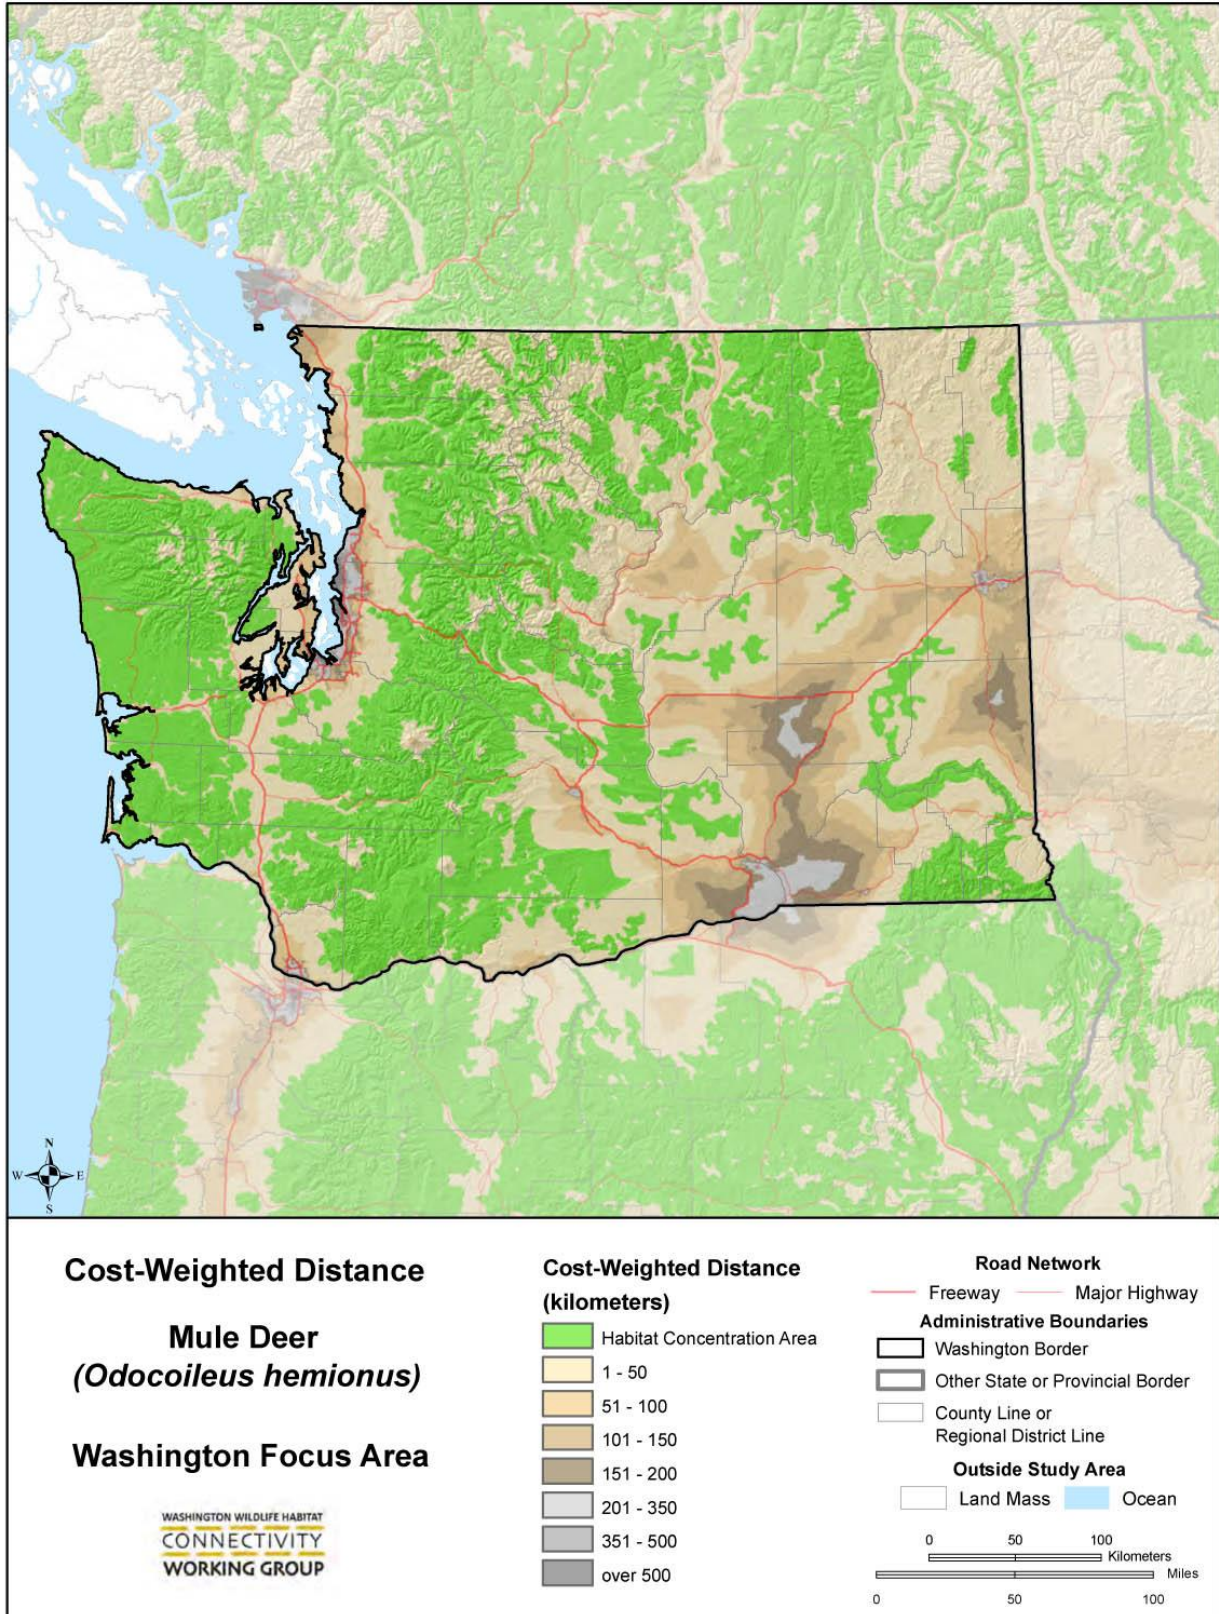 N
W E
S
Cost-Weighted Distance
Mule Deer
(Odocoileus hemionus)
Washington Focus Area
WASHINGTON WILDLIFE HABITAT
CONNECTIVITY
WORKING GROUP
Cost-Weighted Distance
(kilometers)
Habitat Concentration Area
1 - 50
51 - 100
101 - 150
151 - 200
201 - 350
351 - 500
over 500
Road Network
Freeway Major Highway
Administrative Boundaries
Washington Border
Other State or Provincial Border
County Line or
Regional District Line
Outside Study Area
Land Mass Ocean
0 50 100
Kilometers
Miles
0 50 100